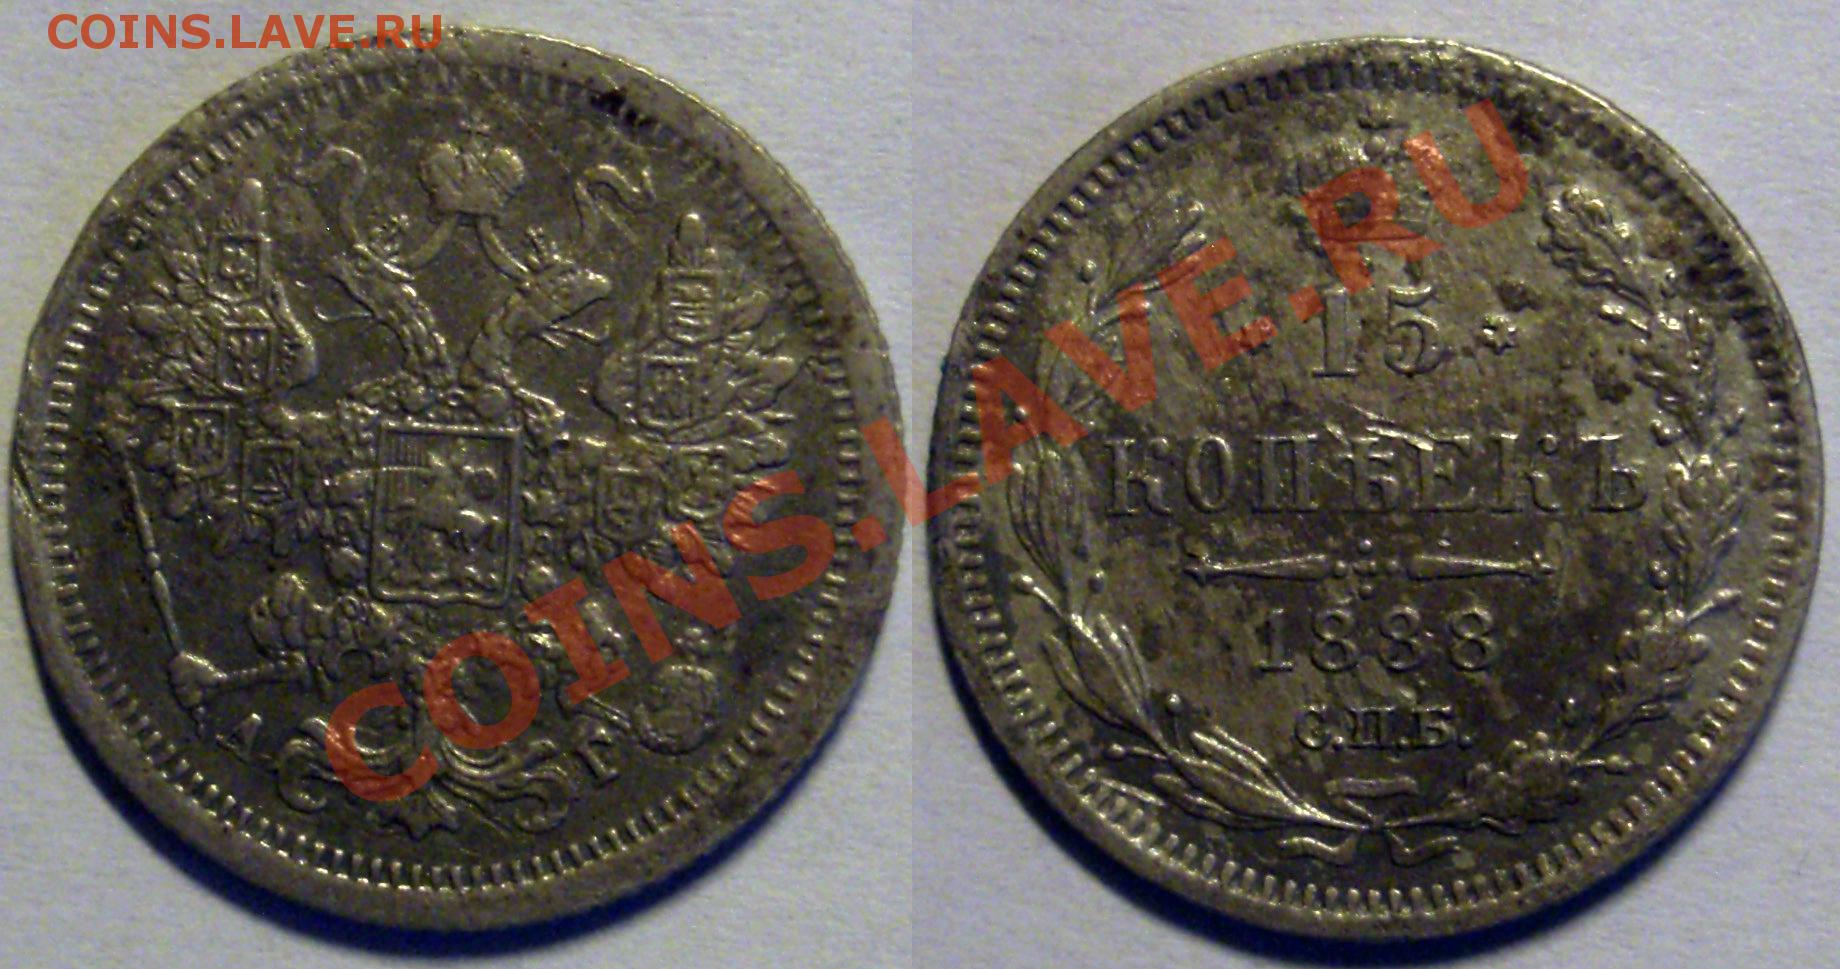 COINS.LAVE.RU
COINS.LAVE.RU
А Г
15
КОПѢЕКЪ
1888
С.П.Б.